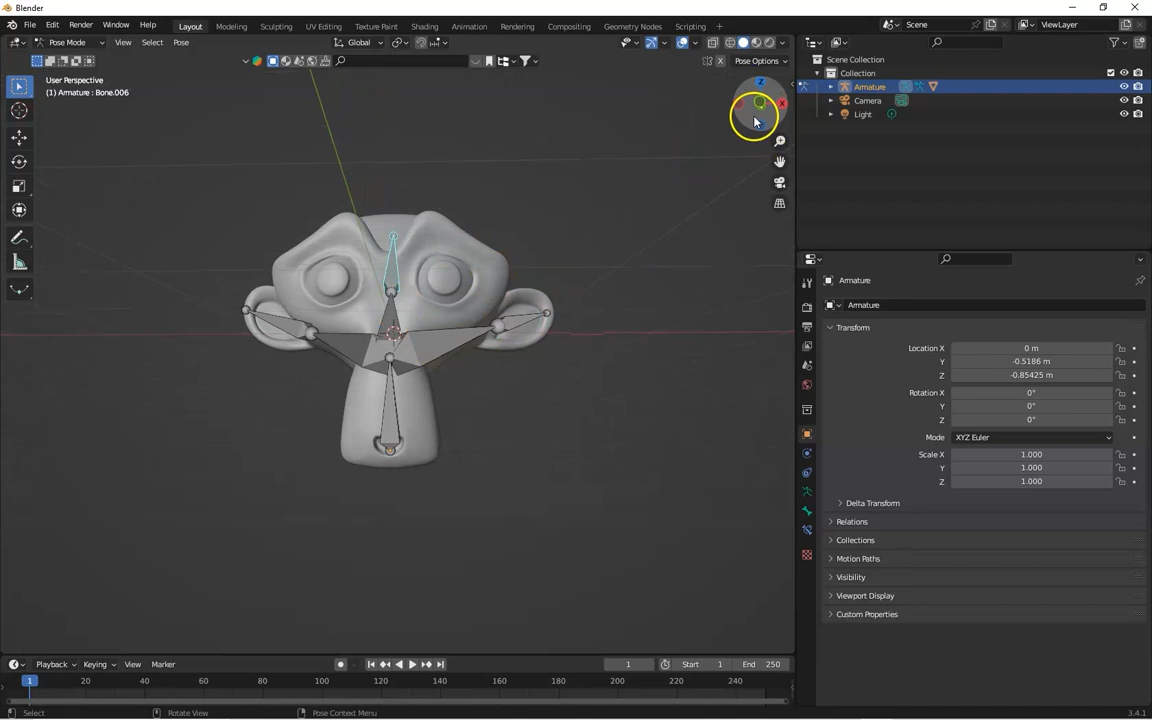 Blender
File Edit Render Window Help Layout Modeling Sculpting UV Editing Texture Paint Shading Animation Rendering Compositing Geometry Nodes Scripting Scene ViewLayer
Pose Mode View Select Pose Global
Pose Options
User Perspective
(1) Armature : Bone.006
X
Z
Scene Collection
Collection
Armature
Camera
Light
Armature
Armature
Transform
Location X 0 m
Y -0.5186 m
Z -0.85425 m
Rotation X 0°
Y 0°
Z 0°
Mode XYZ Euler
Scale X 1.000
Y 1.000
Z 1.000
Delta Transform
Relations
Collections
Motion Paths
Visibility
Viewport Display
Custom Properties
Playback Keying View Marker 1 Start 1 End 250
1 20 40 60 80 100 120 140 160 180 200 220 240
Select Rotate View Pose Context Menu 3.4.1